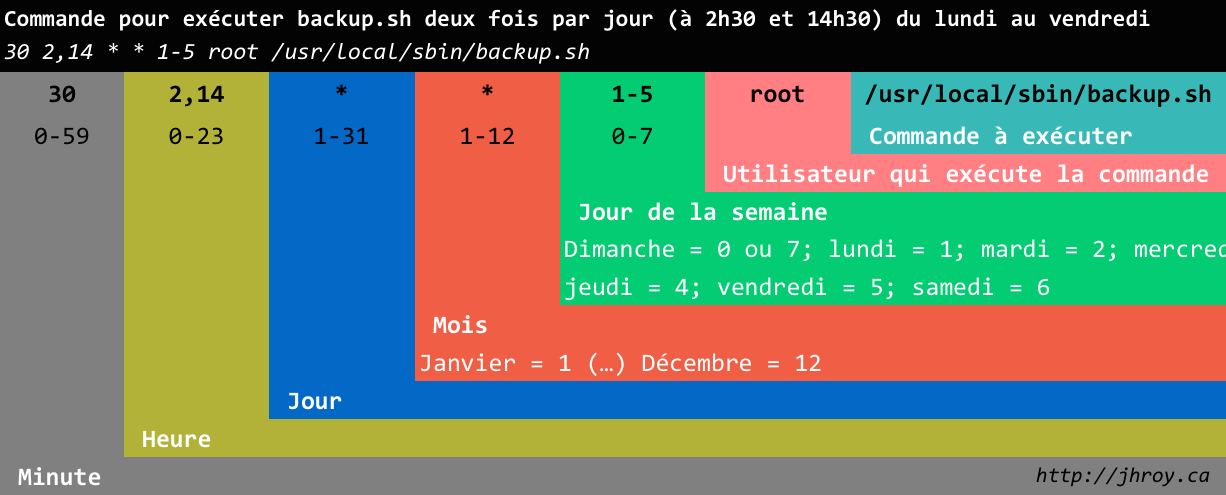 Commande pour exécuter backup.sh deux fois par jour (à 2h30 et 14h30) du lundi au vendredi
30 2,14 * * 1-5 root /usr/local/sbin/backup.sh
30 2,14 * * 1-5 root /usr/local/sbin/backup.sh
0-59 0-23 1-31 1-12 0-7 Commande à exécuter
Utilisateur qui exécute la commande
Jour de la semaine
Dimanche = 0 ou 7; lundi = 1; mardi = 2; mercred
jeudi = 4; vendredi = 5; samedi = 6
Mois
Janvier = 1 (…) Décembre = 12
Jour
Heure
Minute
http://jhroy.ca